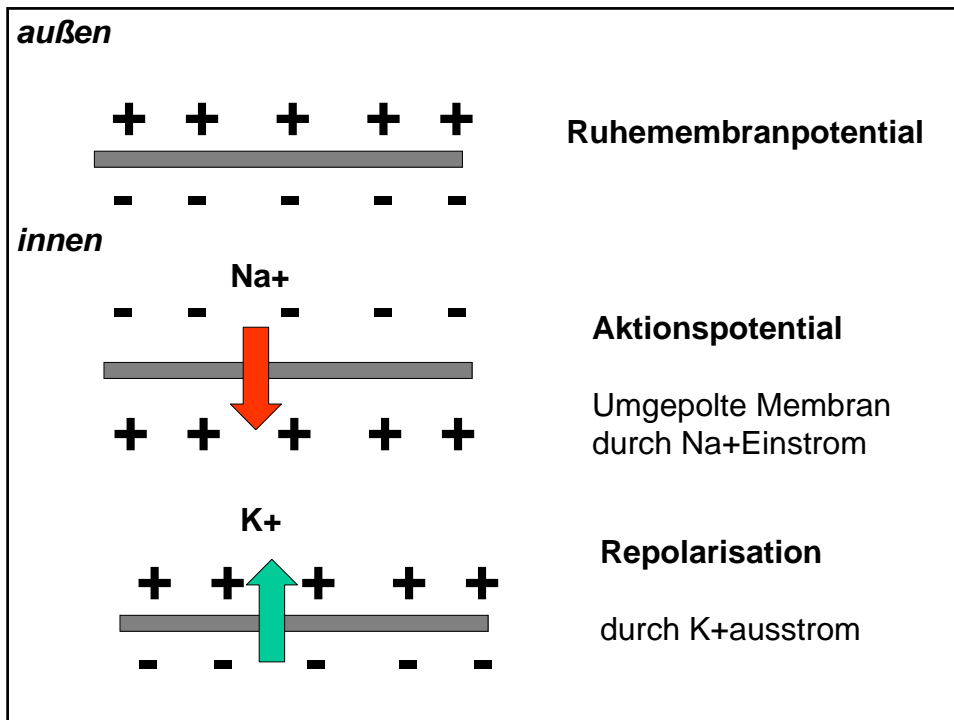 außen
+ + + + +
Ruhemembranpotential
- - - - -
innen
Na+
- - - - -
Aktionspotential
Umgepolte Membran
durch Na+Einstrom
+ + + + +
K+
Repolarisation
+ + + + +
durch K+ausstrom
- - - - -